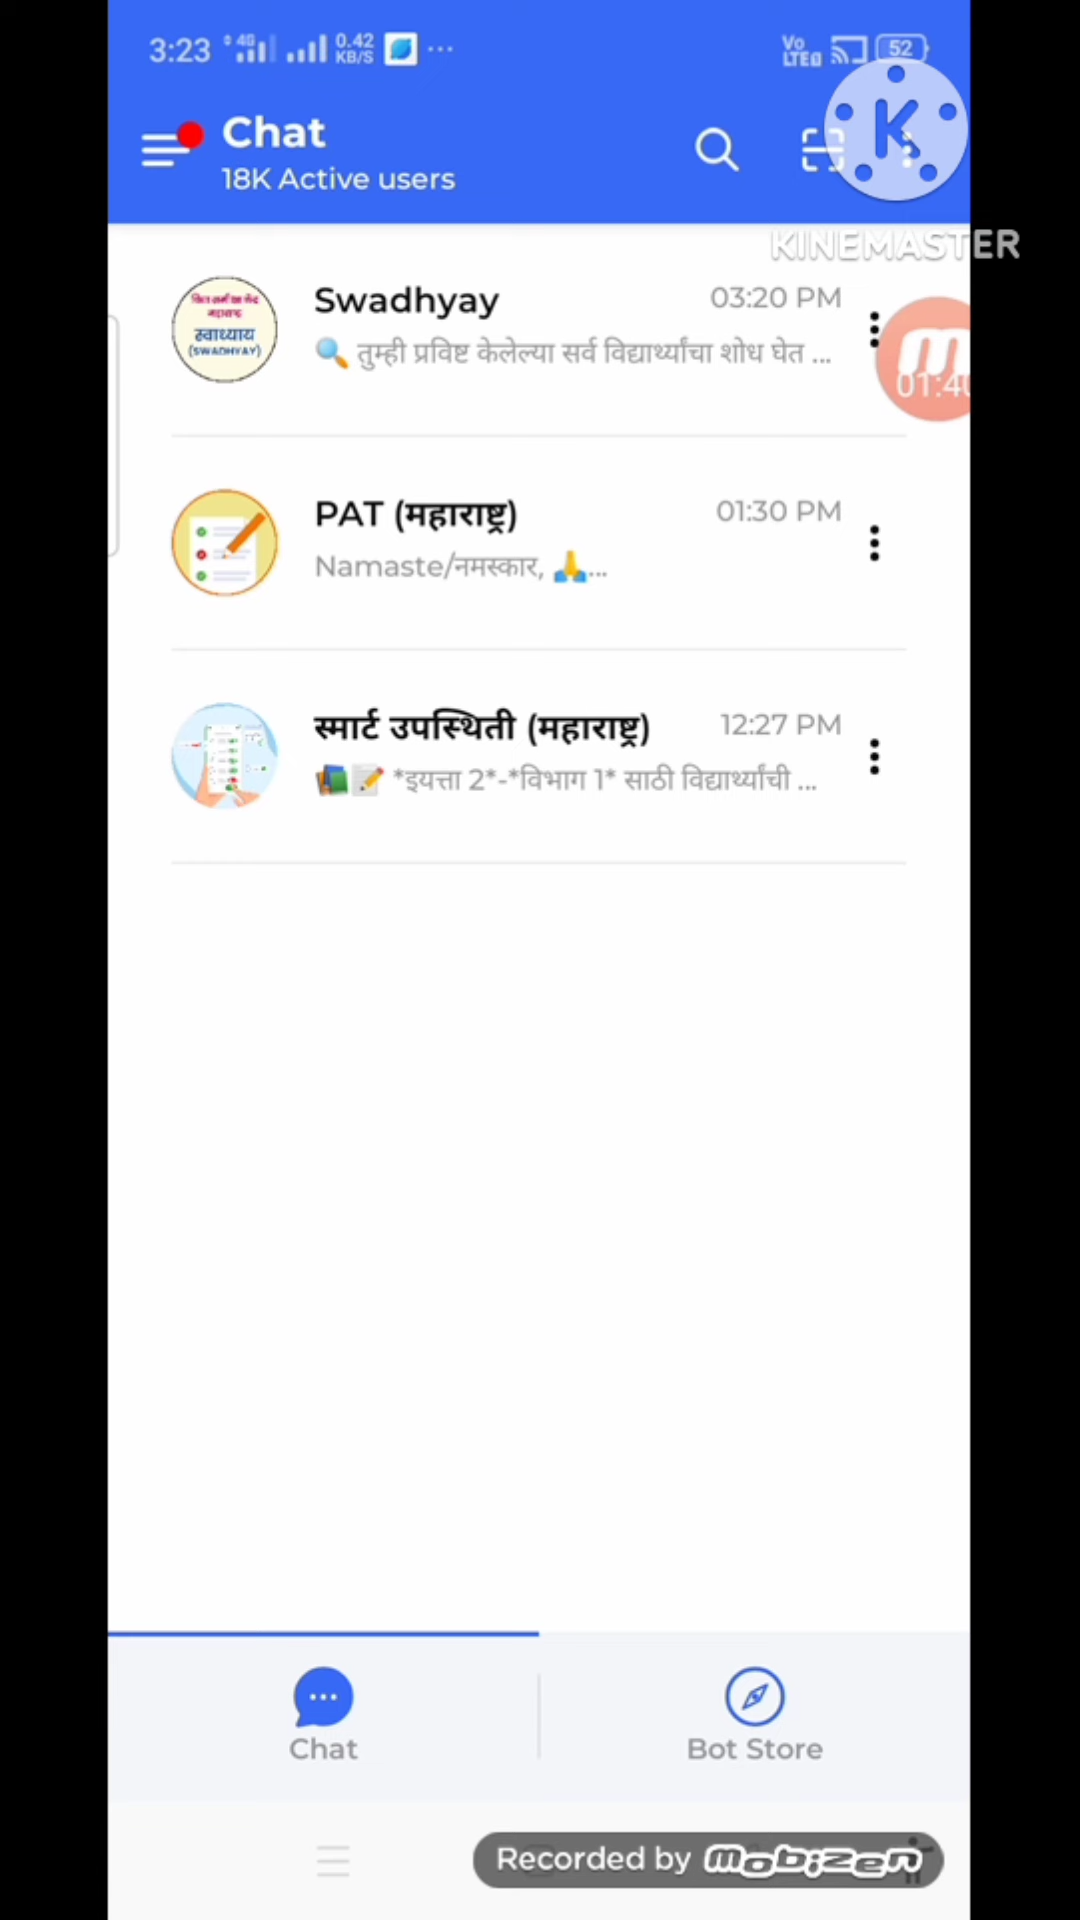 3:23 4G 0.42 KB/S ... Vo LTE 52
Chat
18K Active users
K
KINEMASTER
Swadhyay 03:20 PM
स्वाध्याय
(SWADHYAY)
🔍 तुम्ही प्रविष्ट केलेल्या सर्व विद्यार्थ्यांचा शोध घेत ...
PAT (महाराष्ट्र) 01:30 PM
Namaste/नमस्कार, 🙏...
स्मार्ट उपस्थिती (महाराष्ट्र) 12:27 PM
📚📝 *इयत्ता 2*-*विभाग 1* साठी विद्यार्थ्यांची ...
Chat Bot Store
Recorded by mobizen